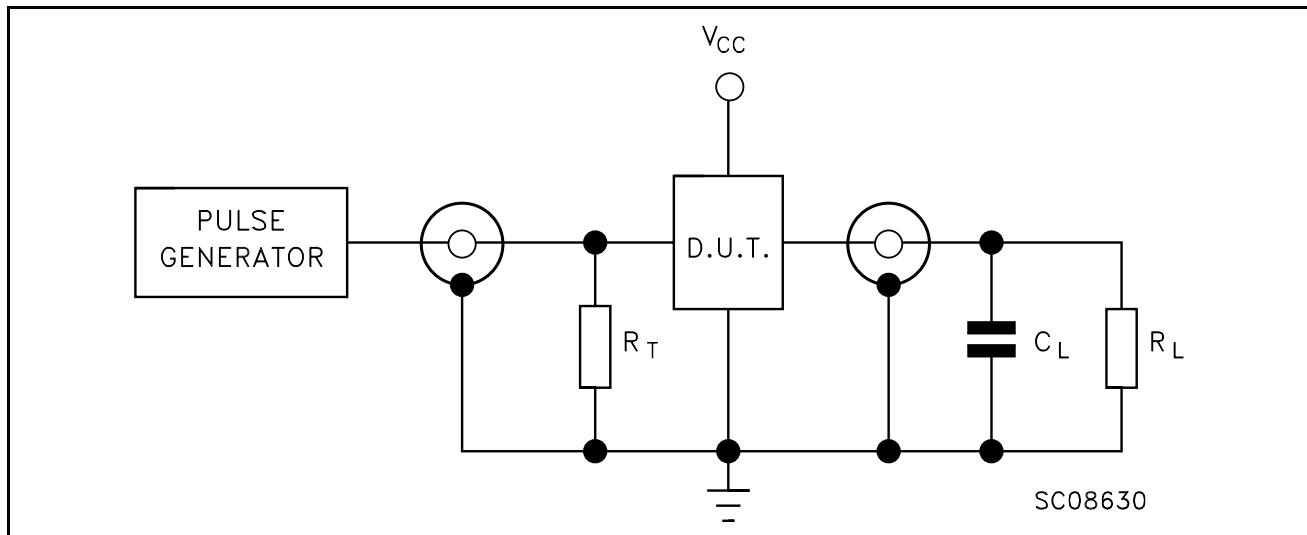 VCC
PULSE
GENERATOR
D.U.T.
RT
CL
RL
SC08630